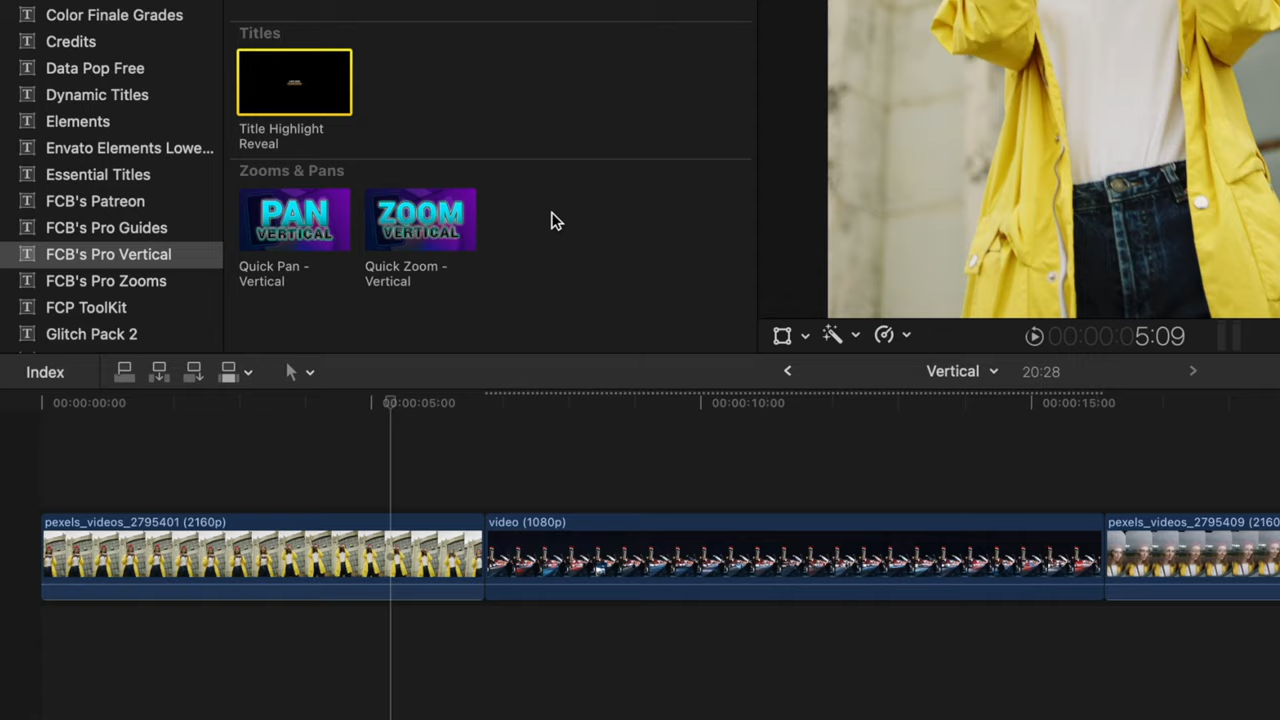 Color Finale Grades
Credits
Data Pop Free
Dynamic Titles
Elements
Envato Elements Lowe...
Essential Titles
FCB's Patreon
FCB's Pro Guides
FCB's Pro Vertical
FCB's Pro Zooms
FCP ToolKit
Glitch Pack 2
Titles
Title Highlight
Reveal
Zooms & Pans
PAN
VERTICAL
ZOOM
VERTICAL
Quick Pan -
Vertical
Quick Zoom -
Vertical
00:00:05:09
Index
Vertical
20:28
00:00:00:00
00:00:05:00
00:00:10:00
00:00:15:00
pexels_videos_2795401 (2160p)
video (1080p)
pexels_videos_2795409 (2160